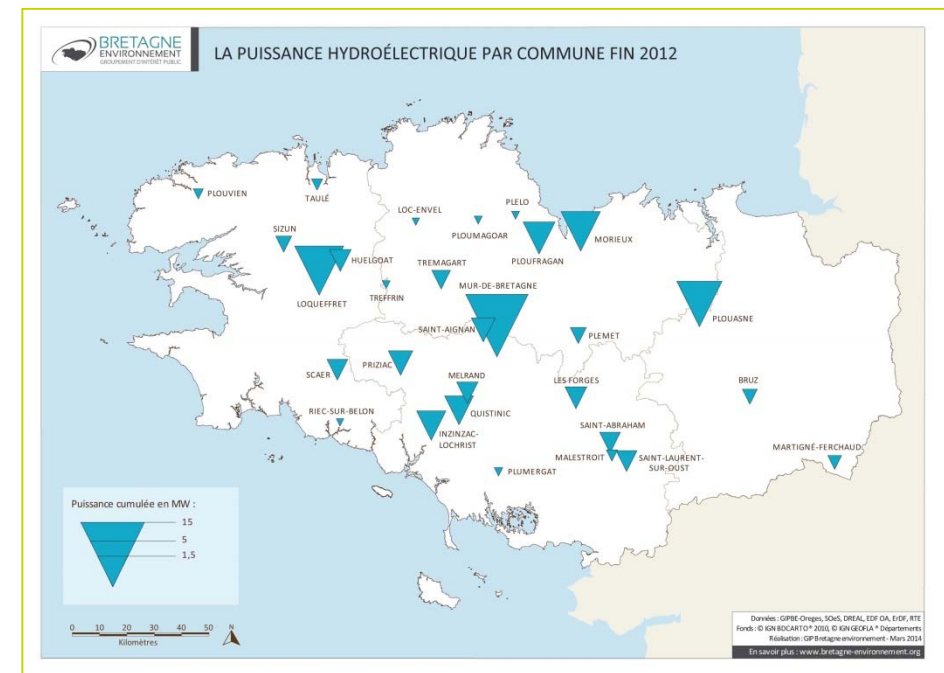 BRETAGNE
ENVIRONNEMENT
GROUPEMENT D'INTÉRÊT PUBLIC
LA PUISSANCE HYDROÉLECTRIQUE PAR COMMUNE FIN 2012
PLOUVIEN
TAULÉ
LOC-ENVEL
PLELO
PLOUMAGOAR
MORIEUX
SIZUN
PLOUFRAGAN
HUELGOAT
TREMAGART
LOQUEFFRET
TREFFRIN
MUR-DE-BRETAGNE
PLOUASNE
SAINT-AIGNAN
PLEMET
SCAER
PRIZIAC
MELRAND
LES FORGES
BRUZ
RIEC-SUR-BELON
QUISTINIC
INZINZAC-
LOCHRIST
SAINT-ABRAHAM
MALESTROIT
SAINT-LAURENT-
SUR-OUST
MARTIGNÉ-FERCHAUD
PLUMERGAT
Puissance cumulée en MW :
15
5
1,5
0 10 20 30 40 50
Kilomètres
N
Données : GIPBE-Oreges, SOeS, DREAL, EDF OA, ErDF, RTE
Fonds : © IGN BDCARTO® 2010, © IGN GEOFLA ® Départements
Réalisation : GIP Bretagne environnement - Mars 2014
En savoir plus : www.bretagne-environnement.org